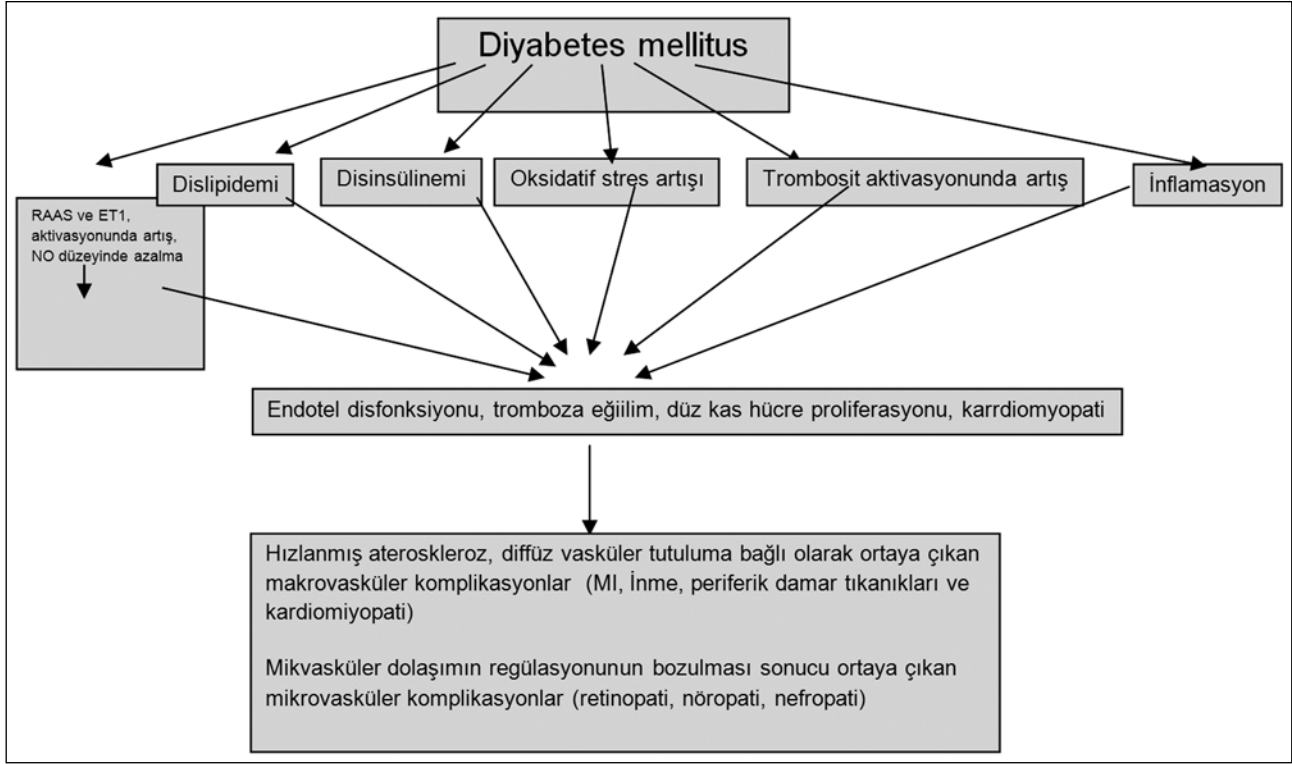 Diyabetes mellitus
Dislipidemi
Disinsülinemi
Oksidatif stres artışı
Trombosit aktivasyonunda artış
İnflamasyon
RAAS ve ET1,
aktivasyonunda artış,
NO düzeyinde azalma
Endotel disfonksiyonu, tromboza eğiilim, düz kas hücre proliferasyonu, karrdiomyopati
Hızlanmış ateroskleroz, diffüz vasküler tutuluma bağlı olarak ortaya çıkan
makrovasküler komplikasyonlar (MI, İnme, periferik damar tıkanıkları ve
kardiomiyopati)
Mikvasküler dolaşımın regülasyonunun bozulması sonucu ortaya çıkan
mikrovasküler komplikasyonlar (retinopati, nöropati, nefropati)